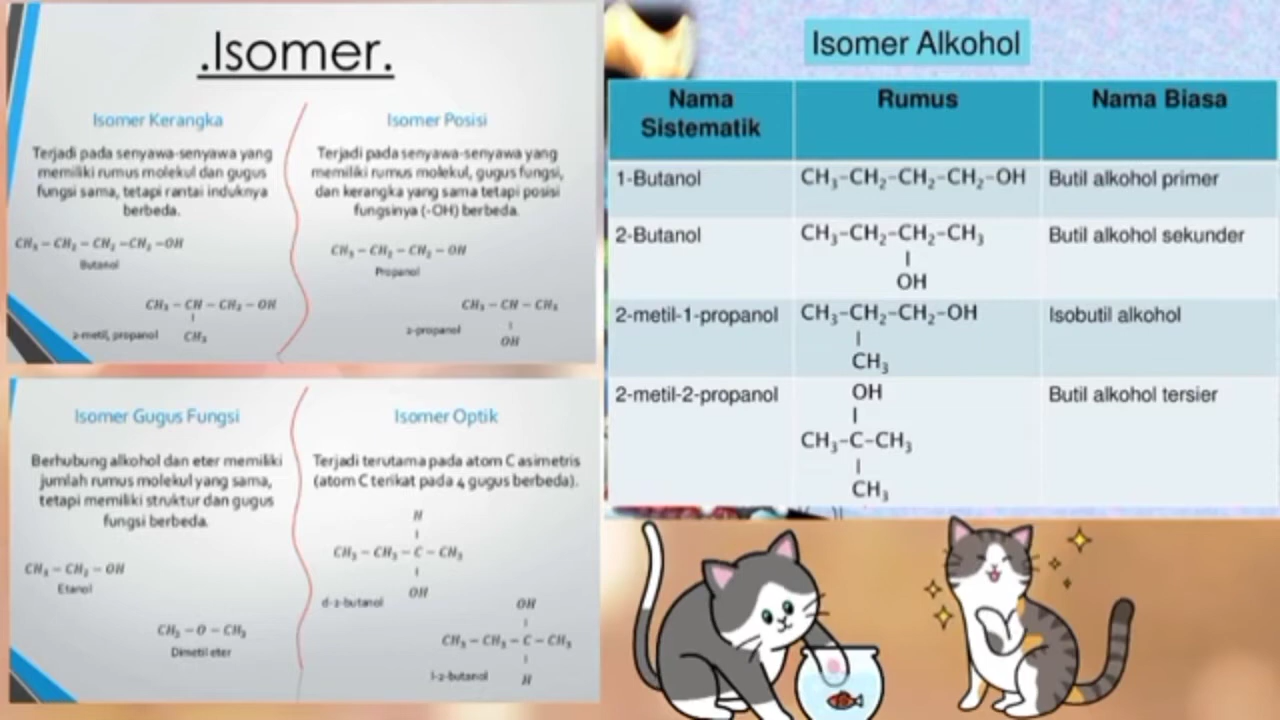 .Isomer.
Isomer Kerangka
Terjadi pada senyawa-senyawa yang
memiliki rumus molekul dan gugus
fungsi sama, tetapi rantai induknya
berbeda.
CH₃ – CH₂ – CH₂ –CH₂ –OH
Butanol
CH₃ – CH – CH₂ – OH
|
2-metil, propanol CH₃
Isomer Posisi
Terjadi pada senyawa-senyawa yang
memiliki rumus molekul, gugus fungsi,
dan kerangka yang sama tetapi posisi
fungsinya (-OH) berbeda.
CH₃ – CH₂ – CH₂ – OH
Propanol
CH₃ – CH – CH₃
|
2-propanol OH
Isomer Gugus Fungsi
Berhubung alkohol dan eter memiliki
jumlah rumus molekul yang sama,
tetapi memiliki struktur dan gugus
fungsi berbeda.
CH₃ – CH₂ – OH
Etanol
CH₃ – O – CH₃
Dimetil eter
Isomer Optik
Terjadi terutama pada atom C asimetris
(atom C terikat pada 4 gugus berbeda).
H
|
CH₃ – CH₂ – C – CH₃
|
OH
d-2-butanol
OH
|
CH₃ – CH₂ – C – CH₃
|
l-2-butanol H
Isomer Alkohol
Nama Sistematik Rumus Nama Biasa
1-Butanol CH₃-CH₂-CH₂-CH₂-OH Butil alkohol primer
2-Butanol CH₃-CH₂-CH₂-CH₃ Butil alkohol sekunder
|
OH
2-metil-1-propanol CH₃-CH₂-CH₂-OH Isobutil alkohol
|
CH₃
2-metil-2-propanol OH Butil alkohol tersier
|
CH₃-C-CH₃
|
CH₃